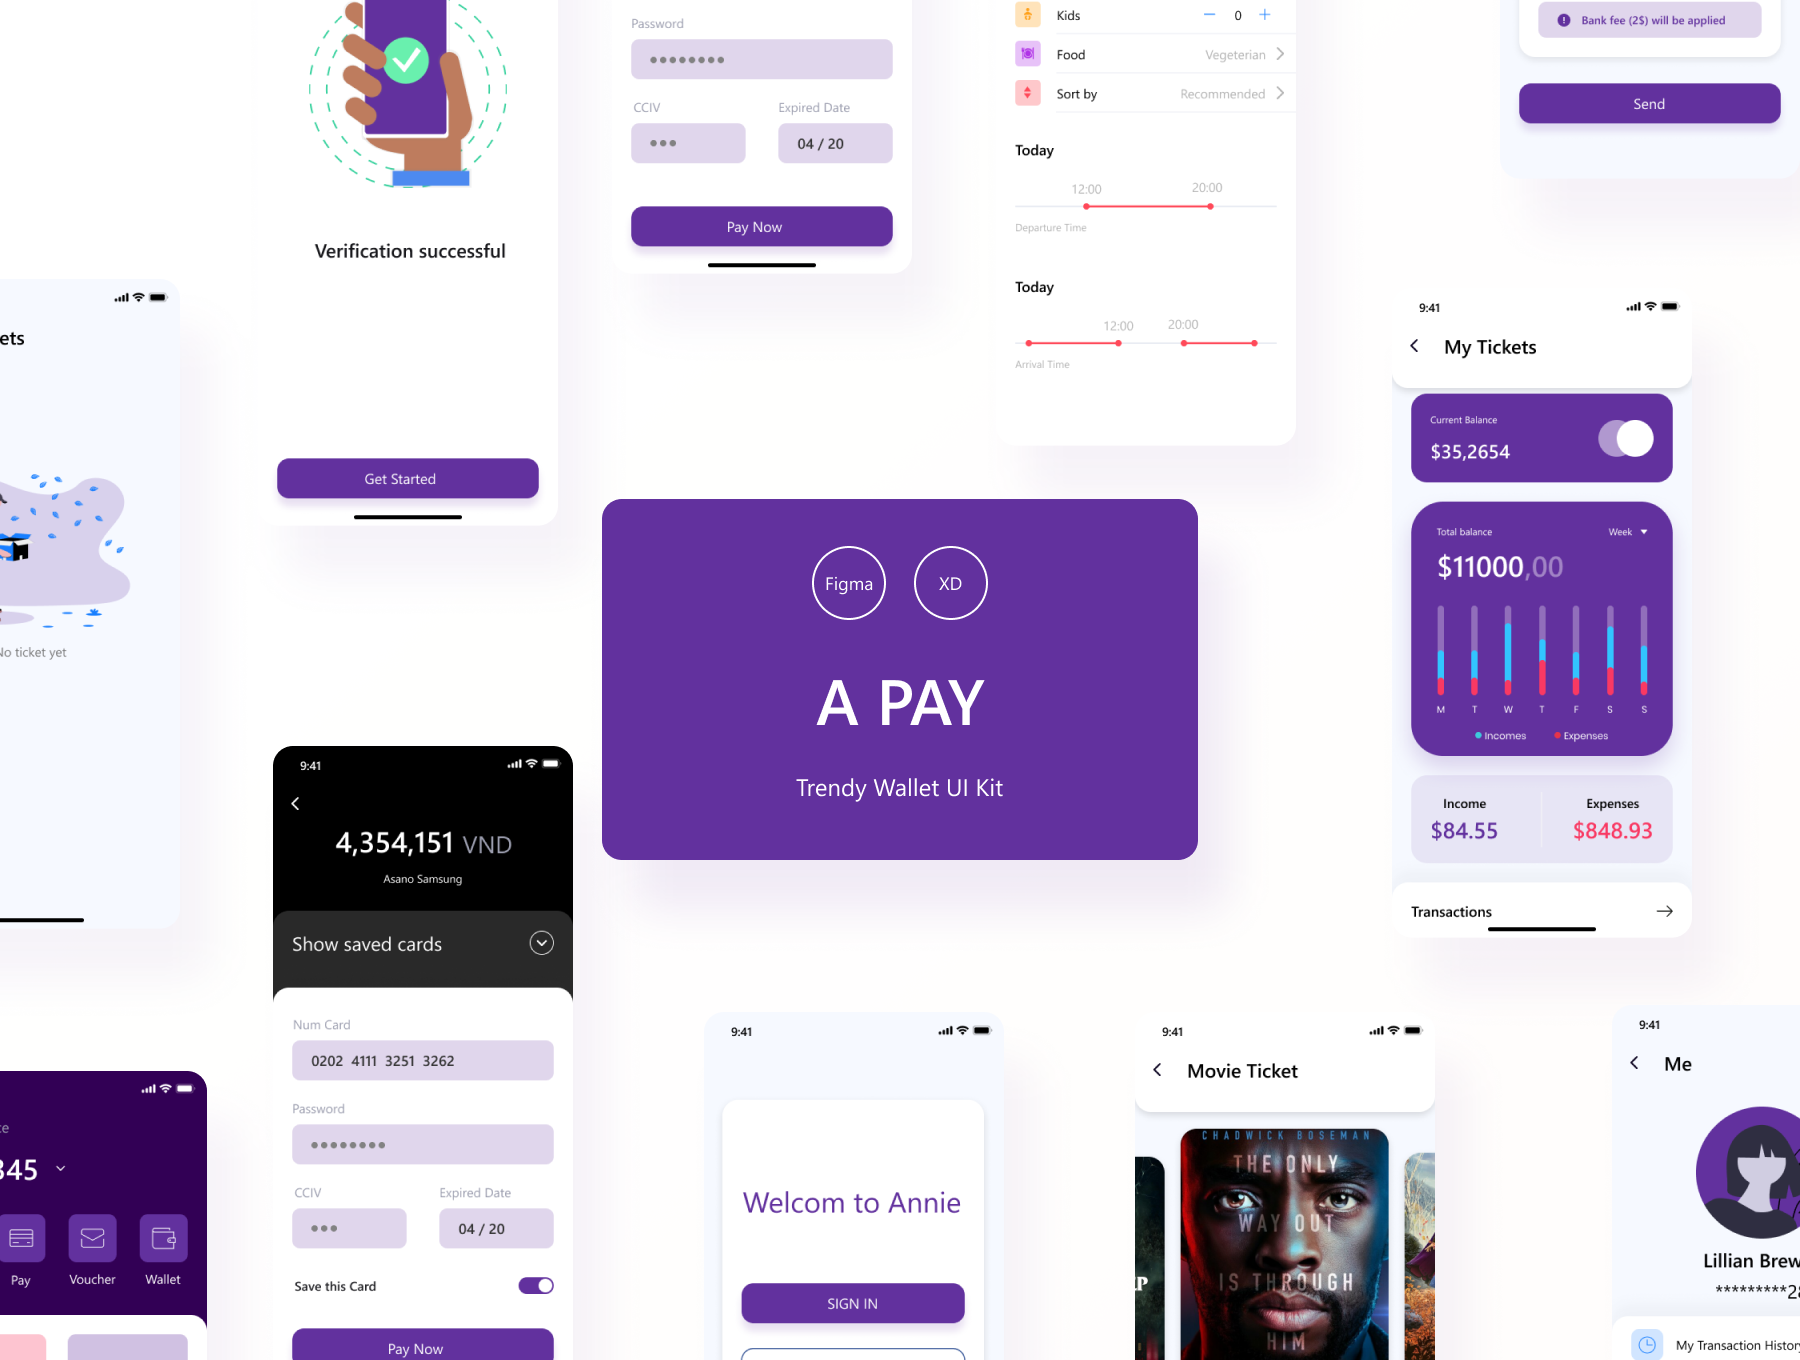 Verification successful
Get Started
Password
CCIV
Expired Date
04 / 20
Pay Now
Kids
0
Food
Vegeterian
Sort by
Recommended
Today
12:00
20:00
Departure Time
Today
12:00
20:00
Arrival Time
Bank fee (2$) will be applied
Send
ets
No ticket yet
Figma
XD
A PAY
Trendy Wallet UI Kit
9:41
My Tickets
Current Balance
$35,2654
Total balance
Week
$11000,00
M T W T F S S
Incomes
Expenses
Income
Expenses
$84.55
$848.93
Transactions
9:41
4,354,151 VND
Asano Samsung
Show saved cards
Num Card
0202 4111 3251 3262
Password
CCIV
Expired Date
04 / 20
Save this Card
Pay Now
345
Pay
Voucher
Wallet
9:41
Welcom to Annie
SIGN IN
9:41
Movie Ticket
CHADWICK BOSEMAN
THE ONLY
WAY OUT
IS THROUGH
HIM
9:41
Me
Lillian Brew
*********28
My Transaction History